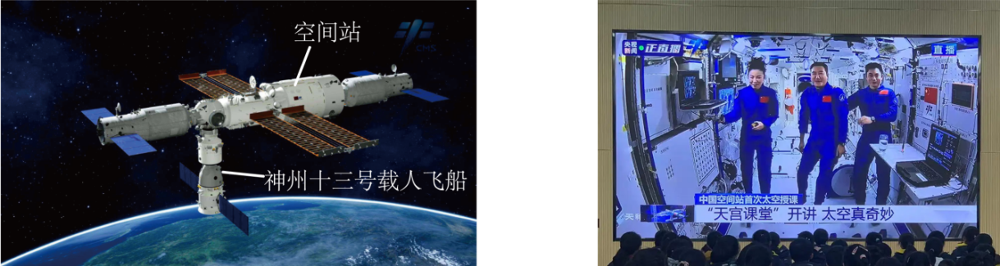 空间站
CMS
神州十三号载人飞船
央视
新闻
正直播
直播
中国空间站首次太空授课
“天宫课堂”开讲 太空真奇妙